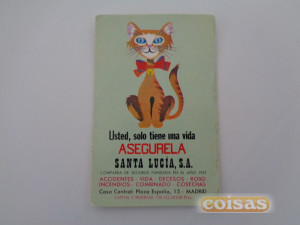 Usted, solo tiene una vida
ASEGURELA
SANTA LUCÍA, S.A.
COMPAÑIA DE SEGUROS FUNDADA EN EL AÑO 1922
ACCIDENTES - VIDA - DECESOS - ROBO
INCENDIOS - COMBINADO - COSECHAS
Casa Central: Plaza España, 15 - MADRID
coisas